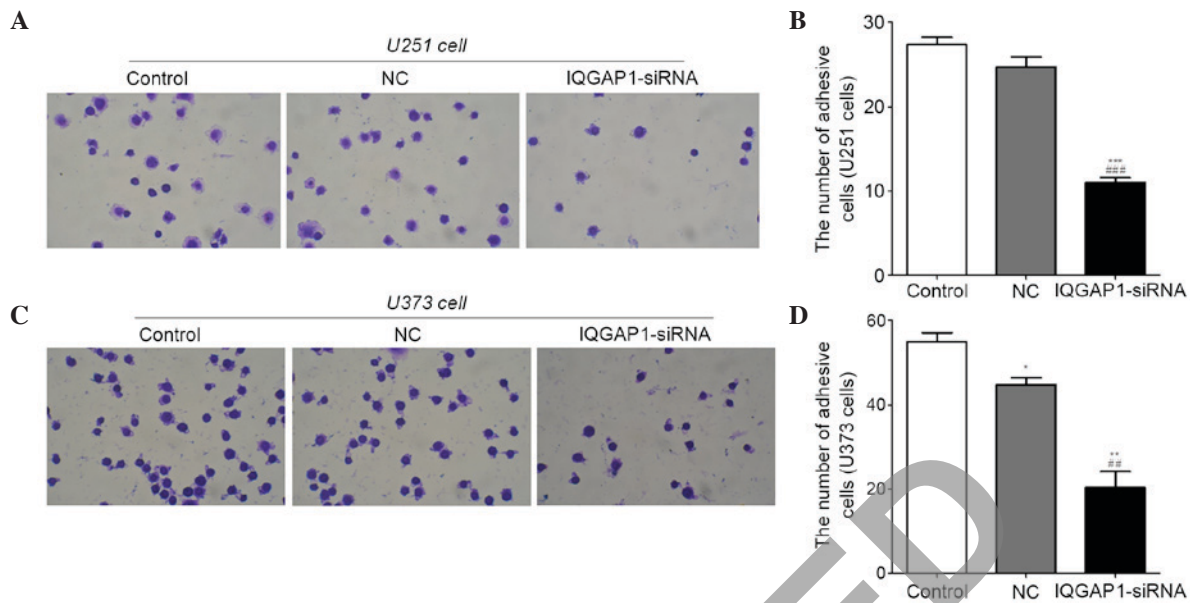 A
U251 cell
Control NC IQGAP1-siRNA
B
The number of adhesive
cells (U251 cells)
30
20
10
0
***
###
Control NC IQGAP1-siRNA
C
U373 cell
Control NC IQGAP1-siRNA
D
The number of adhesive
cells (U373 cells)
60
40
20
0
*
**
##
Control NC IQGAP1-siRNA